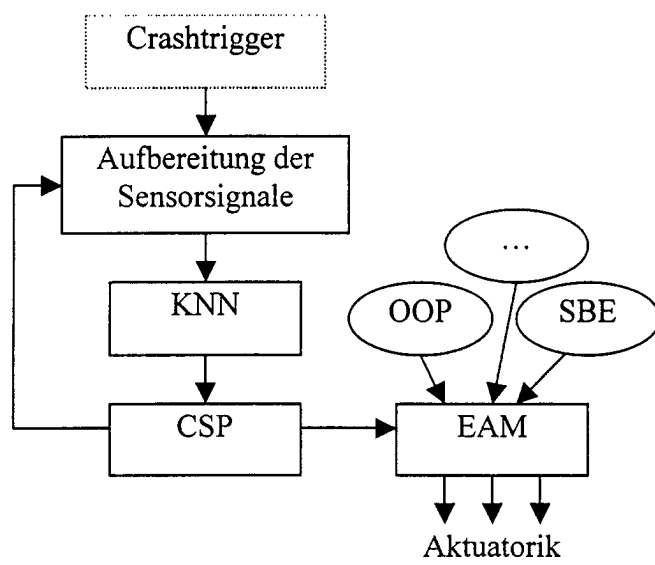 Crashtrigger
Aufbereitung der
Sensorsignale
...
KNN
OOP
SBE
CSP
EAM
Aktuatorik